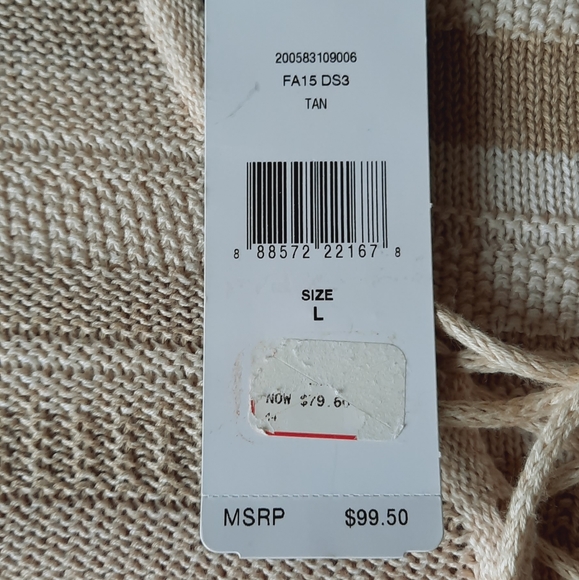 200583109006
FA15 DS3
TAN
8 88572 22167 8
SIZE
L
NOW
MSRP $99.50